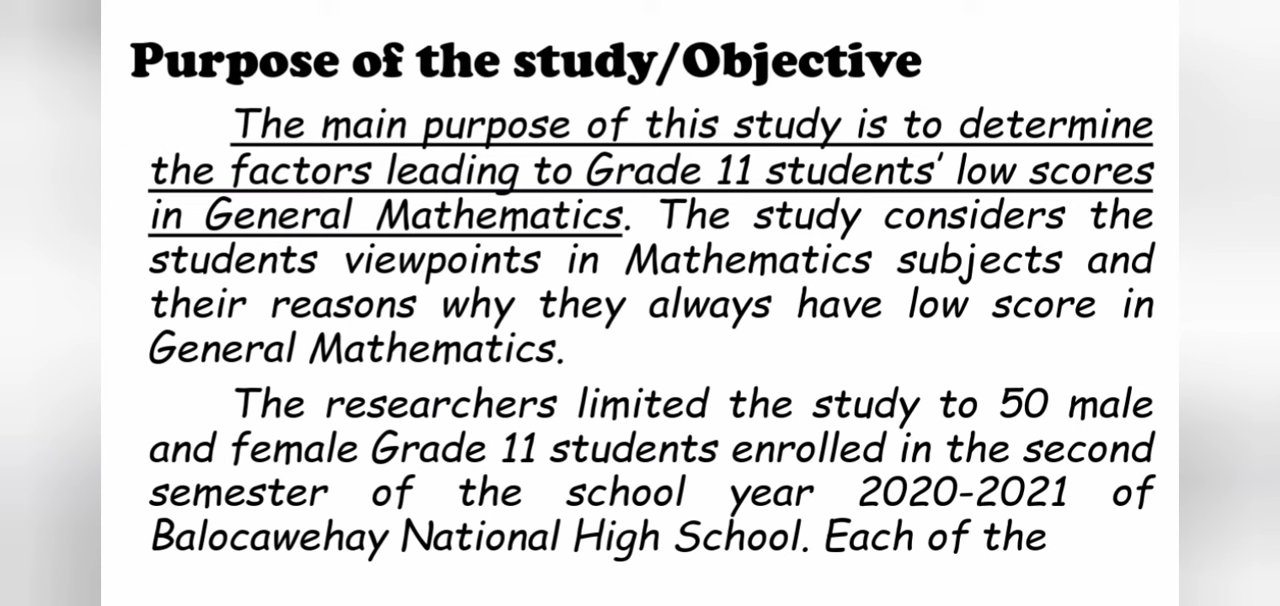 Purpose of the study/Objective
The main purpose of this study is to determine
the factors leading to Grade 11 students' low scores
in General Mathematics. The study considers the
students viewpoints in Mathematics subjects and
their reasons why they always have low score in
General Mathematics.
The researchers limited the study to 50 male
and female Grade 11 students enrolled in the second
semester of the school year 2020-2021 of
Balocawehay National High School. Each of the